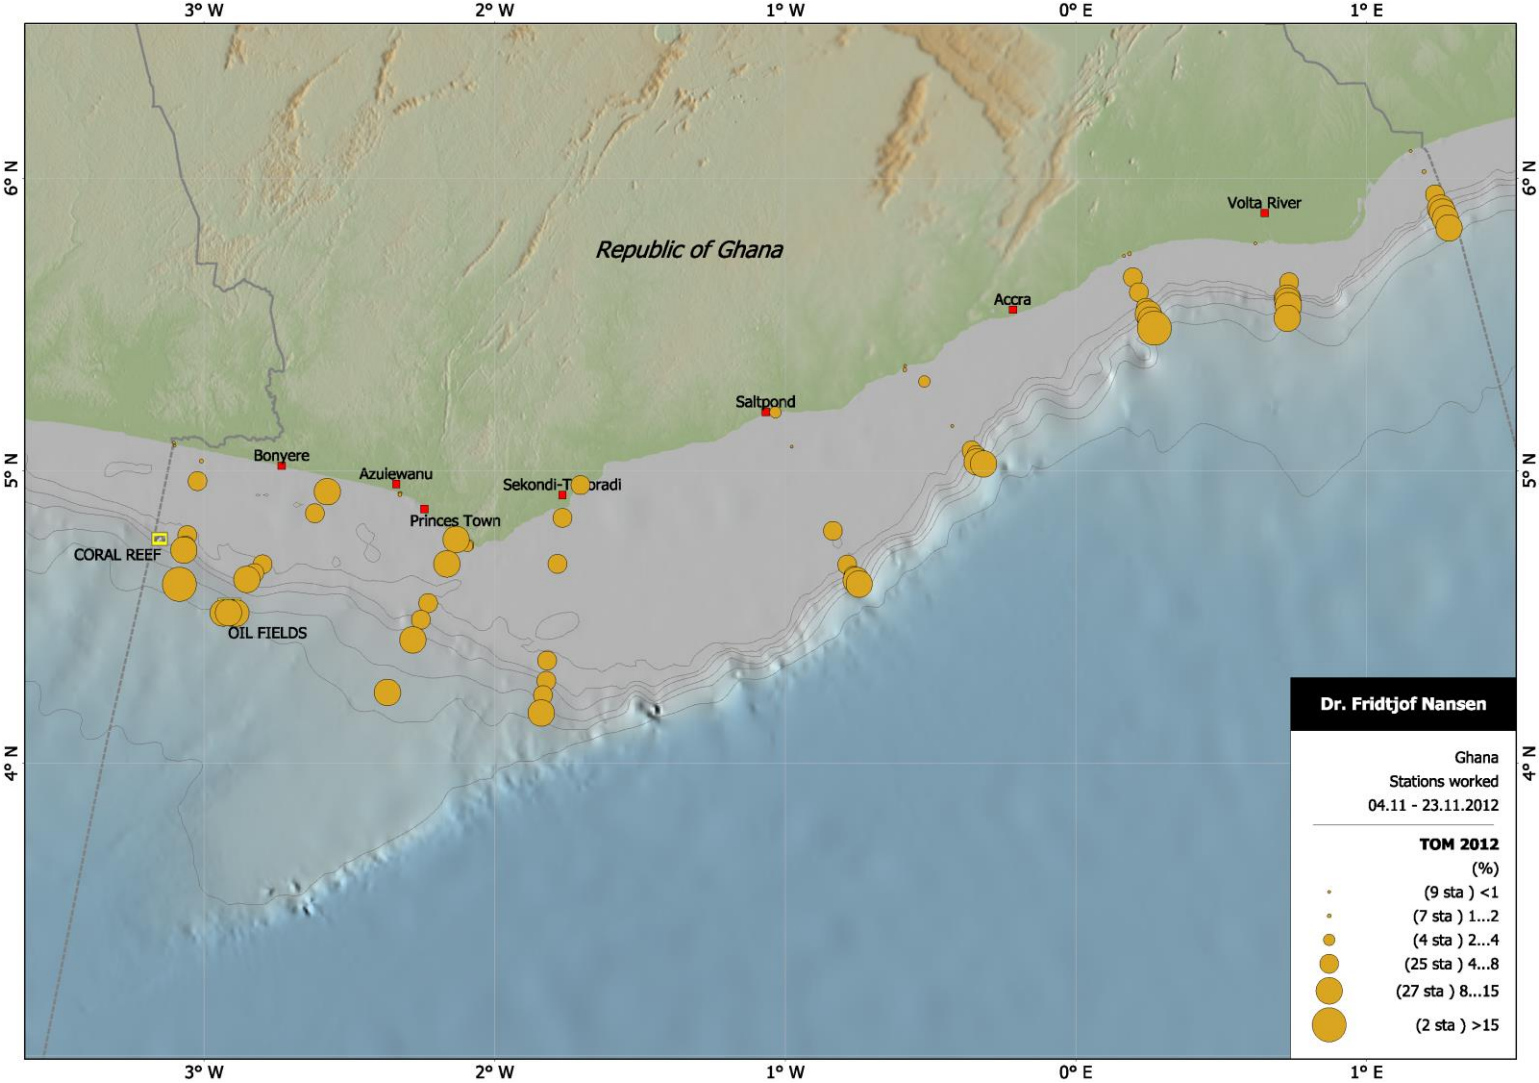 3° W 2° W 1° W 0° E 1° E
6° N 6° N
Volta River
Republic of Ghana
Accra
Saltpond
5° N 5° N
Bonyere
Azulewanu
Sekondi-T oradi
Princes Town
CORAL REEF
OIL FIELDS
4° N 4° N
Dr. Fridtjof Nansen
Ghana
Stations worked
04.11 - 23.11.2012
TOM 2012
(%)
(9 sta ) <1
(7 sta ) 1...2
(4 sta ) 2...4
(25 sta ) 4...8
(27 sta ) 8...15
(2 sta ) >15
3° W 2° W 1° W 0° E 1° E